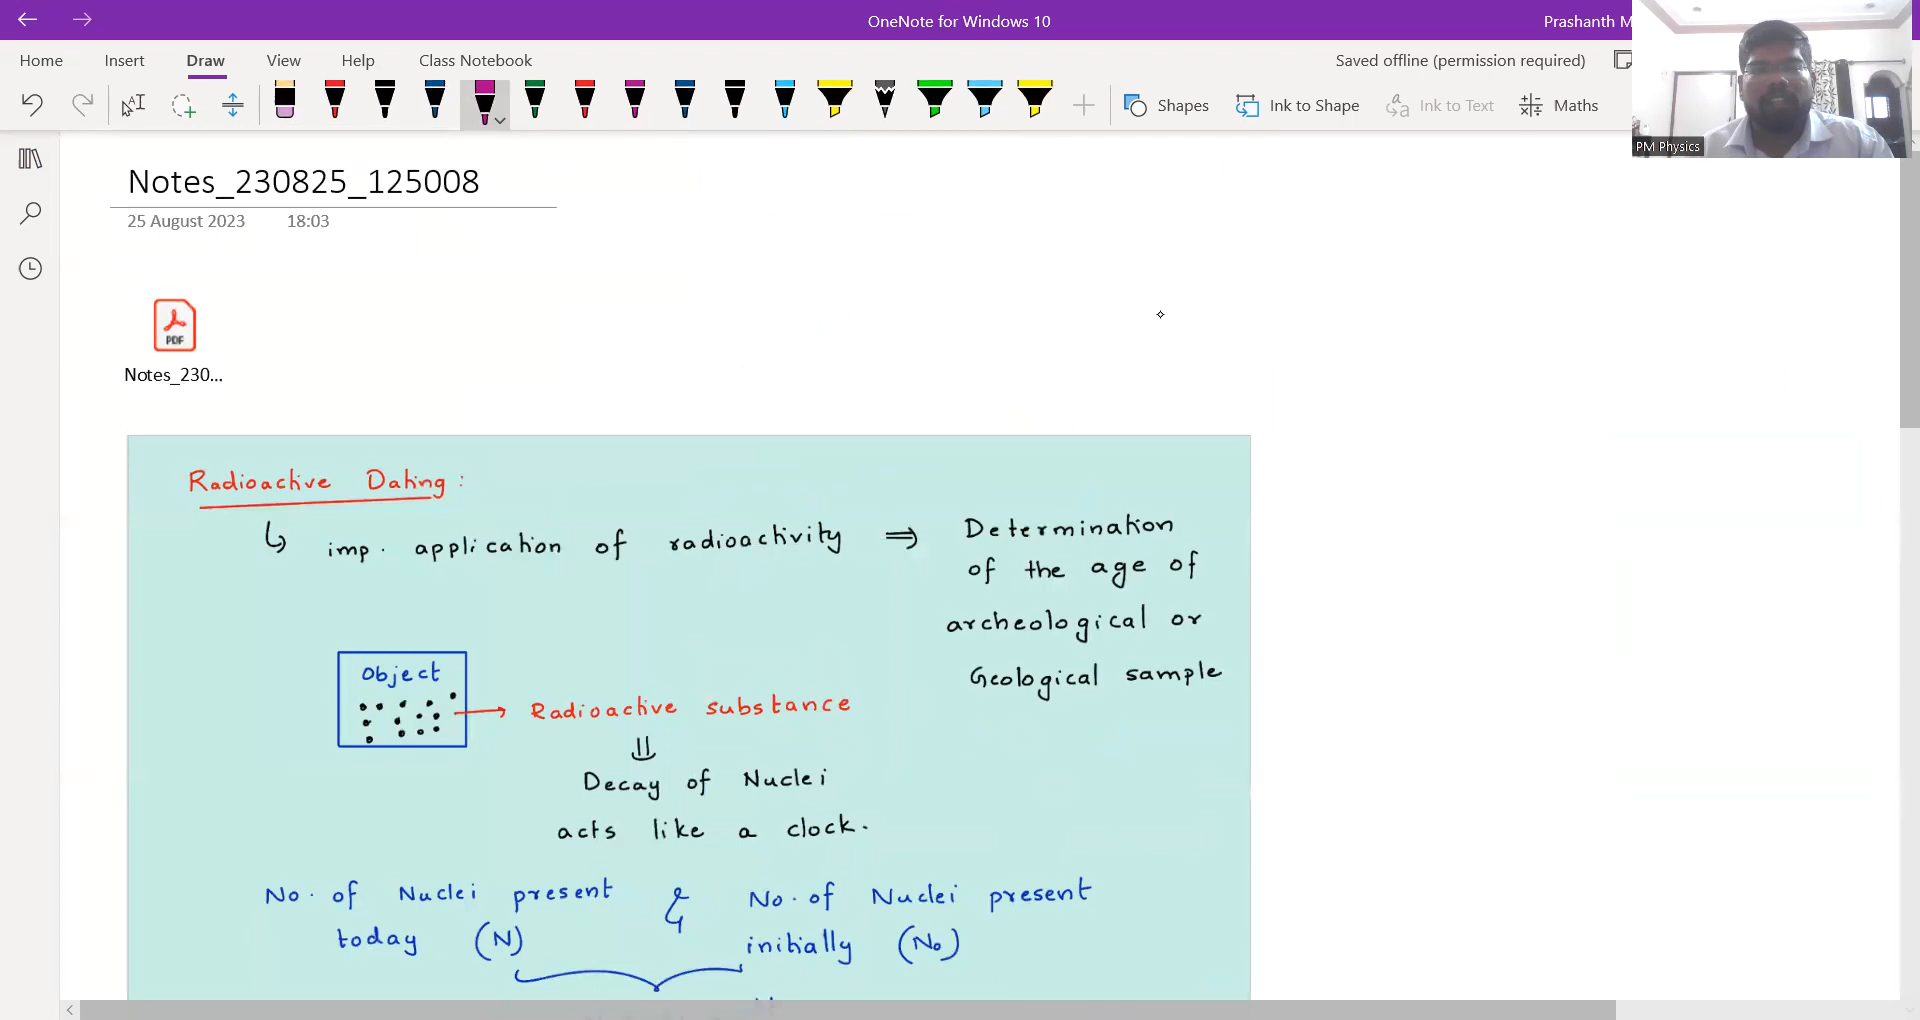 OneNote for Windows 10
Prashanth M
Home Insert Draw View Help Class Notebook
Saved offline (permission required)
Shapes Ink to Shape Ink to Text Maths
PM Physics
Notes_230825_125008
25 August 2023 18:03
PDF
Notes_230...
Radioactive Dating :
imp. application of radioactivity ⇒ Determination
of the age of
archeological or
Geological sample
Object
→ Radioactive substance
⇓
Decay of Nuclei
acts like a clock.
No. of Nuclei present & No. of Nuclei present
today (N) initially (N₀)